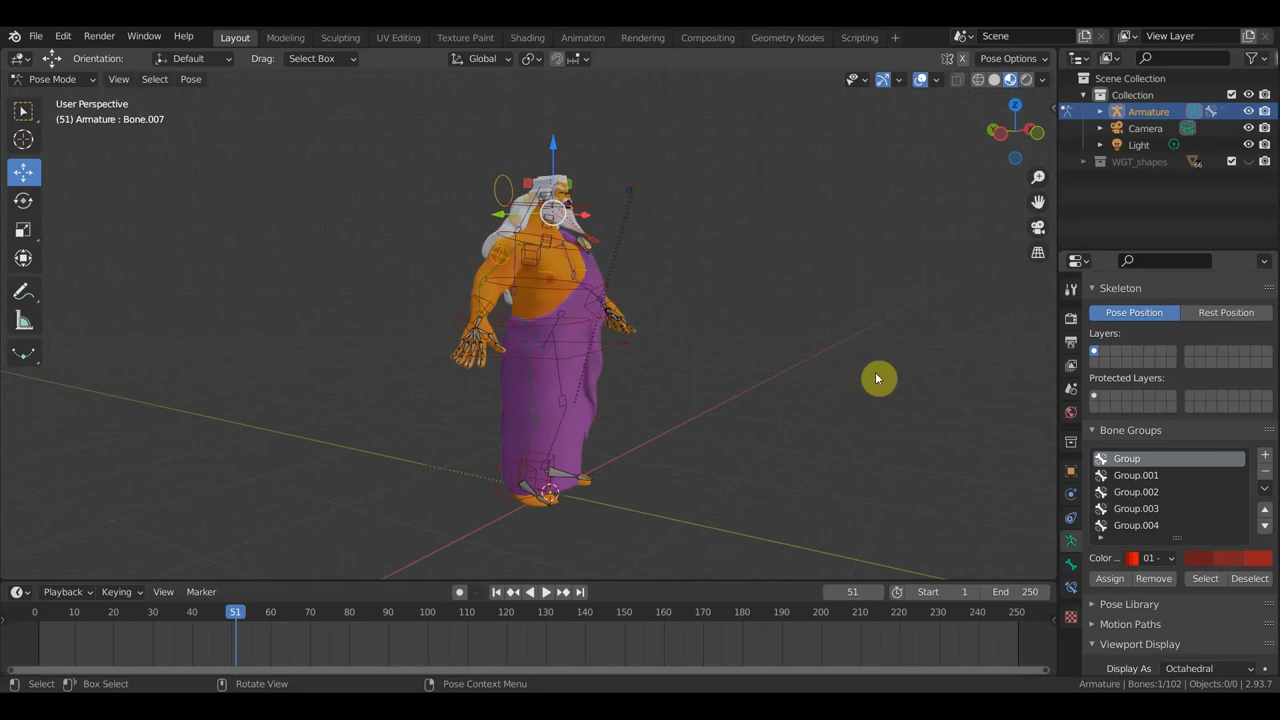 File Edit Render Window Help Layout Modeling Sculpting UV Editing Texture Paint Shading Animation Rendering Compositing Geometry Nodes Scripting + Scene View Layer
Orientation: Default Drag: Select Box Global Pose Options
Pose Mode View Select Pose
User Perspective
(51) Armature : Bone.007
Z
Scene Collection
Collection
Armature
Camera
Light
WGT_shapes 66
Skeleton
Pose Position Rest Position
Layers:
Protected Layers:
Bone Groups
Group
Group.001
Group.002
Group.003
Group.004
Color ... 01 -
Assign Remove Select Deselect
Pose Library
Motion Paths
Viewport Display
Display As Octahedral
Playback Keying View Marker 51 Start 1 End 250
0 10 20 30 40 51 60 70 80 90 100 110 120 130 140 150 160 170 180 190 200 210 220 230 240 250
Select Box Select Rotate View Pose Context Menu Armature | Bones:1/102 | Objects:0/0 | 2.93.7